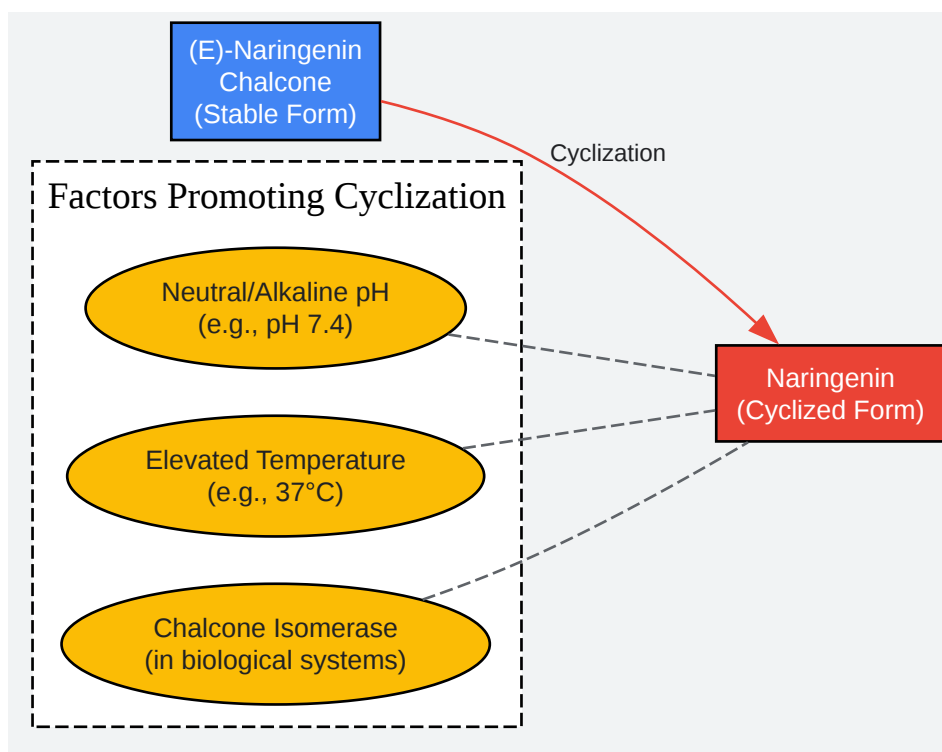 (E)-Naringenin
Chalcone
(Stable Form)
Cyclization
Factors Promoting Cyclization
Neutral/Alkaline pH
(e.g., pH 7.4)
Elevated Temperature
(e.g., 37°C)
Chalcone Isomerase
(in biological systems)
Naringenin
(Cyclized Form)